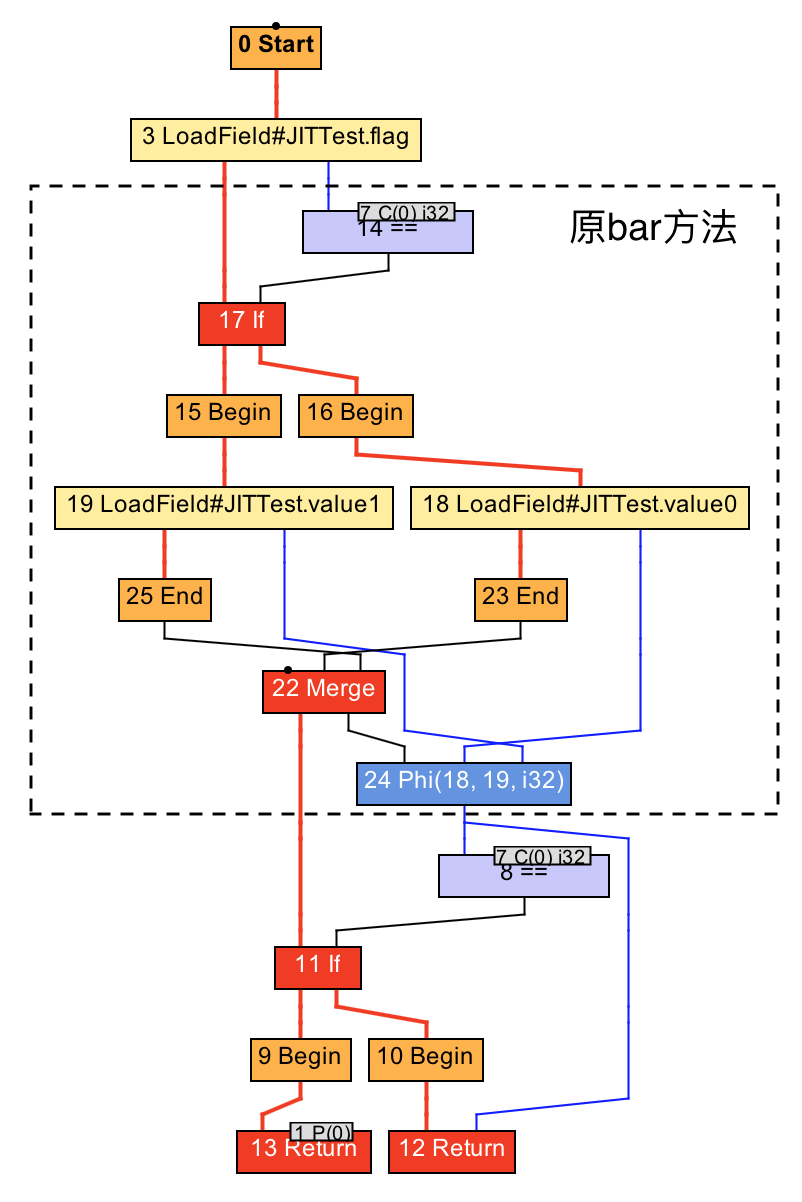 0 Start
3 LoadField#JITTest.flag
7 C(0) i32
14 ==
原bar方法
17 If
15 Begin
16 Begin
19 LoadField#JITTest.value1
18 LoadField#JITTest.value0
25 End
23 End
22 Merge
24 Phi(18, 19, i32)
7 C(0) i32
8 ==
11 If
9 Begin
10 Begin
1 P(0)
13 Return
12 Return